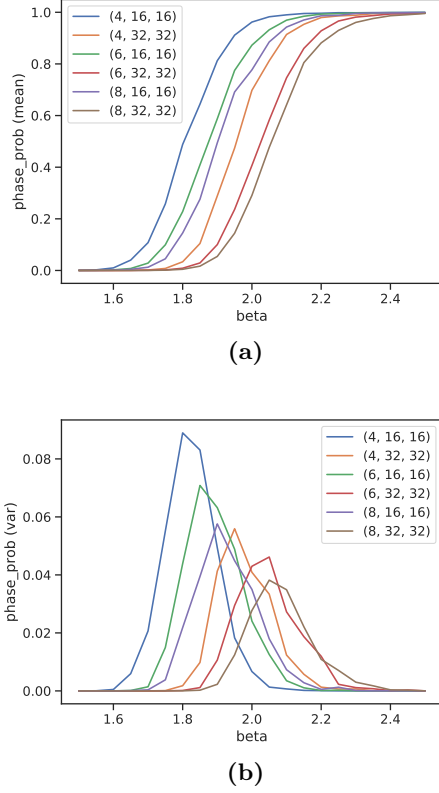 1.0
0.8
0.6
0.4
0.2
0.0
phase_prob (mean)
(4, 16, 16)
(4, 32, 32)
(6, 16, 16)
(6, 32, 32)
(8, 16, 16)
(8, 32, 32)
1.6 1.8 2.0 2.2 2.4
beta
(a)
0.08
0.06
0.04
0.02
0.00
phase_prob (var)
(4, 16, 16)
(4, 32, 32)
(6, 16, 16)
(6, 32, 32)
(8, 16, 16)
(8, 32, 32)
1.6 1.8 2.0 2.2 2.4
beta
(b)